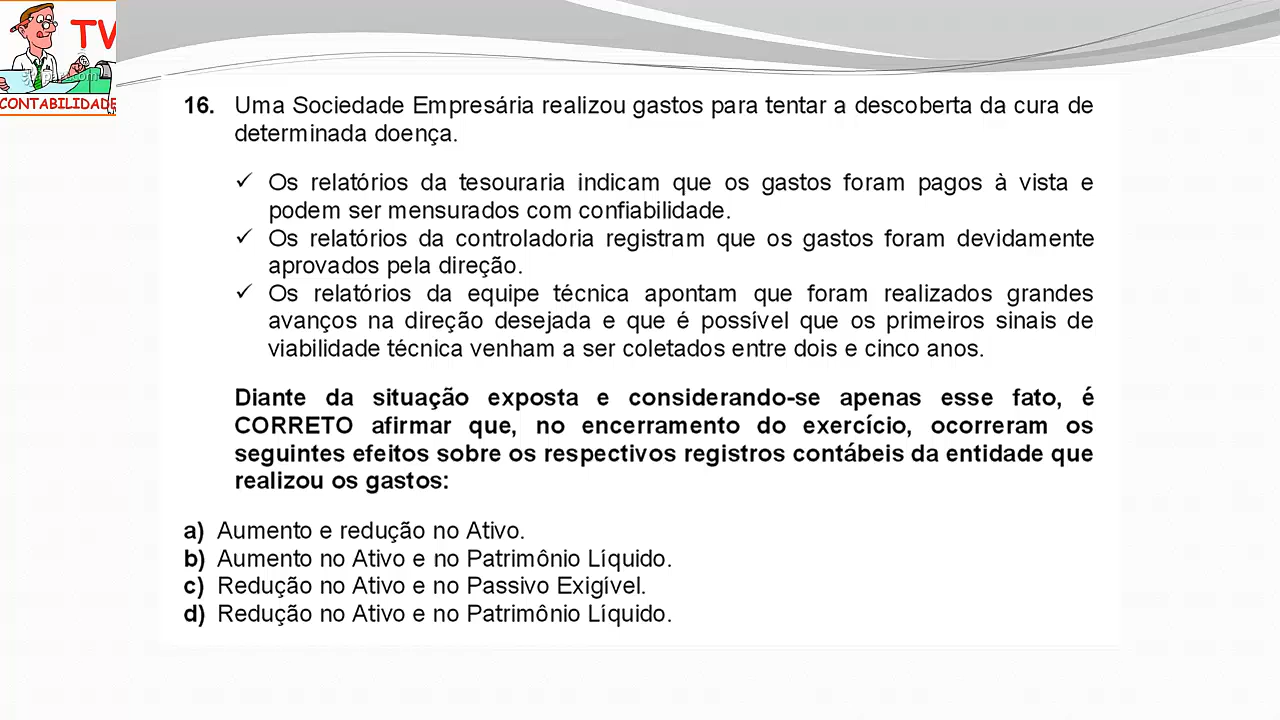 TV
CONTABILIDADE
16. Uma Sociedade Empresária realizou gastos para tentar a descoberta da cura de
determinada doença.
✓ Os relatórios da tesouraria indicam que os gastos foram pagos à vista e
podem ser mensurados com confiabilidade.
✓ Os relatórios da controladoria registram que os gastos foram devidamente
aprovados pela direção.
✓ Os relatórios da equipe técnica apontam que foram realizados grandes
avanços na direção desejada e que é possível que os primeiros sinais de
viabilidade técnica venham a ser coletados entre dois e cinco anos.
Diante da situação exposta e considerando-se apenas esse fato, é
CORRETO afirmar que, no encerramento do exercício, ocorreram os
seguintes efeitos sobre os respectivos registros contábeis da entidade que
realizou os gastos:
a) Aumento e redução no Ativo.
b) Aumento no Ativo e no Patrimônio Líquido.
c) Redução no Ativo e no Passivo Exigível.
d) Redução no Ativo e no Patrimônio Líquido.